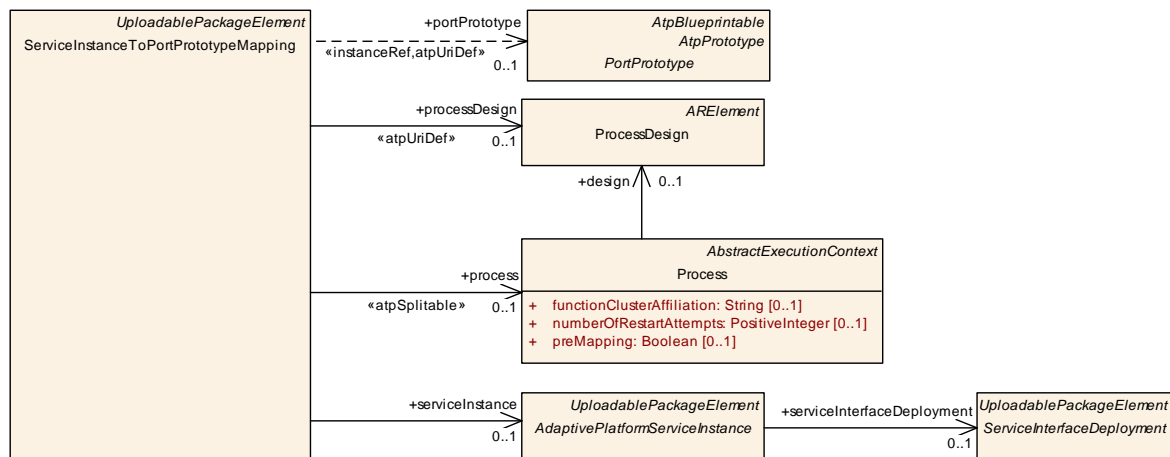 UploadablePackageElement
ServiceInstanceToPortPrototypeMapping
+portPrototype
«instanceRef,atpUriDef»
0..1
AtpBlueprintable
AtpPrototype
PortPrototype
+processDesign
«atpUriDef»
0..1
ARElement
ProcessDesign
+design
0..1
+process
«atpSplitable»
0..1
AbstractExecutionContext
Process
+ functionClusterAffiliation: String [0..1]
+ numberOfRestartAttempts: PositiveInteger [0..1]
+ preMapping: Boolean [0..1]
+serviceInstance
0..1
UploadablePackageElement
AdaptivePlatformServiceInstance
+serviceInterfaceDeployment
0..1
UploadablePackageElement
ServiceInterfaceDeployment